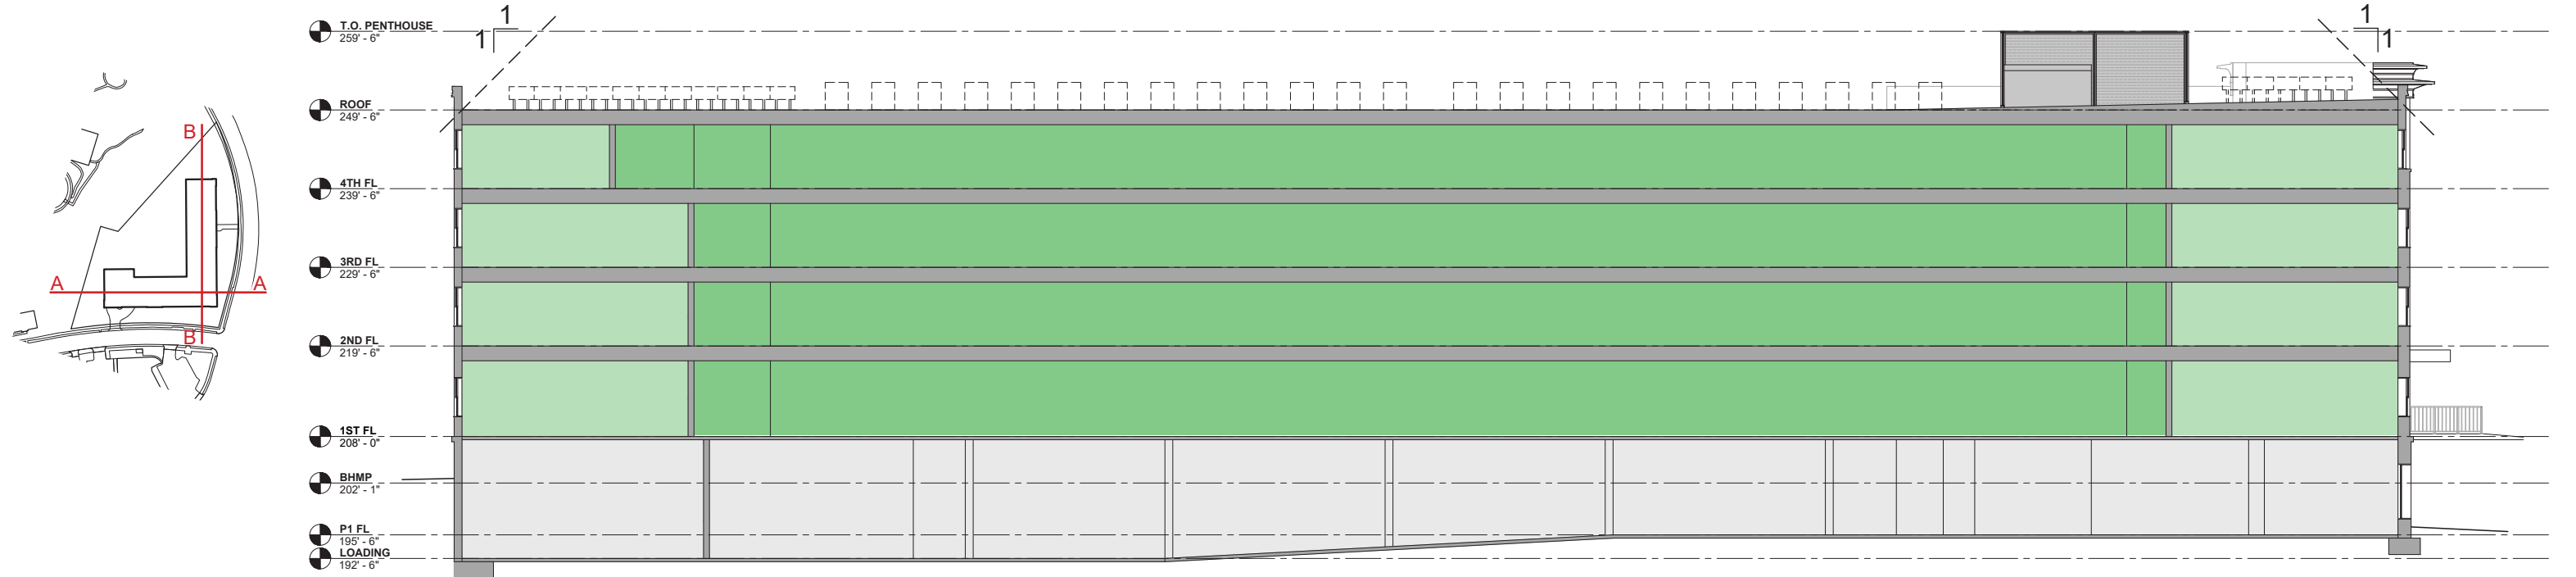 T.O. PENTHOUSE
259' - 6"
ROOF
249' - 6"
4TH FL
239' - 6"
3RD FL
229' - 6"
2ND FL
219' - 6"
1ST FL
208' - 0"
BHMP
202' - 1"
P1 FL
195' - 6"
LOADING
192' - 6"
1
1
1
1
B
A
A
B